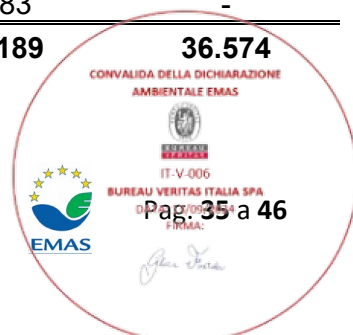 83 -
189 36.574
CONVALIDA DELLA DICHIARAZIONE
AMBIENTALE EMAS
BUREAU
VERITAS
IT-V-006
BUREAU VERITAS ITALIA SPA
Pag. 35 a 46
FIRMA:
EMAS